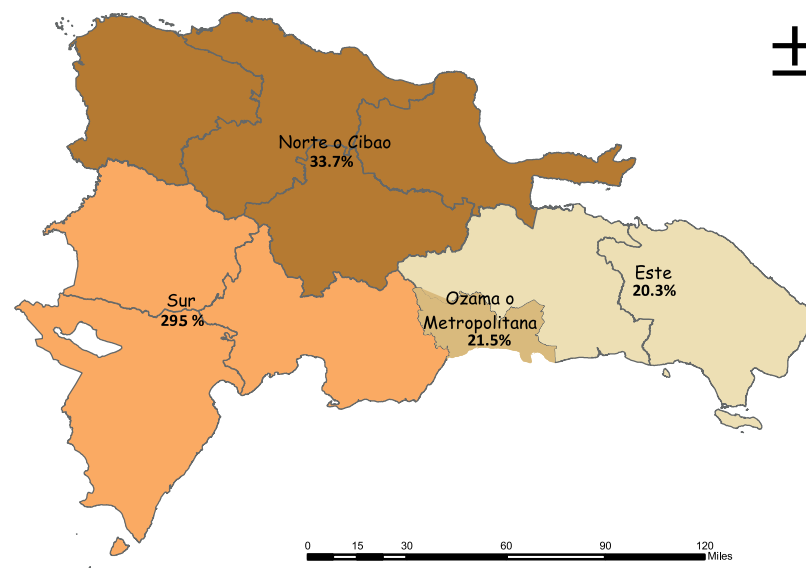 ±
Norte o Cibao
33.7%
Este
20.3%
Ozama o
Metropolitana
21.5%
Sur
295 %
0 15 30 60 90 120
Miles